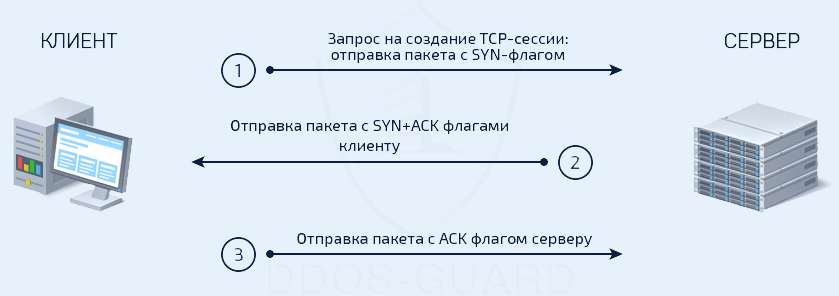 КЛИЕНТ
СЕРВЕР
Запрос на создание TCP-сессии:
отправка пакета с SYN-флагом
1
Отправка пакета с SYN+ACK флагами
клиенту
2
Отправка пакета с ACK флагом серверу
3
DDOS-GUARD